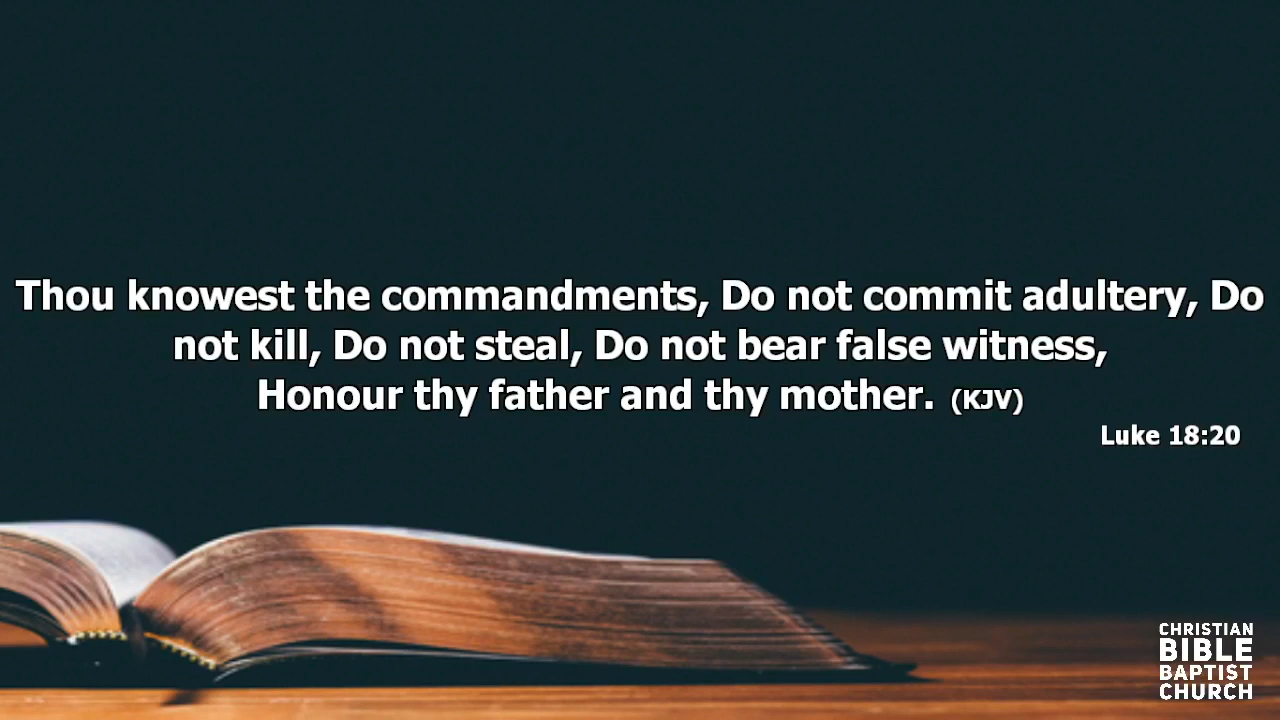 Thou knowest the commandments, Do not commit adultery, Do
not kill, Do not steal, Do not bear false witness,
Honour thy father and thy mother. (KJV)
Luke 18:20
CHRISTIAN
BIBLE
BAPTIST
CHURCH